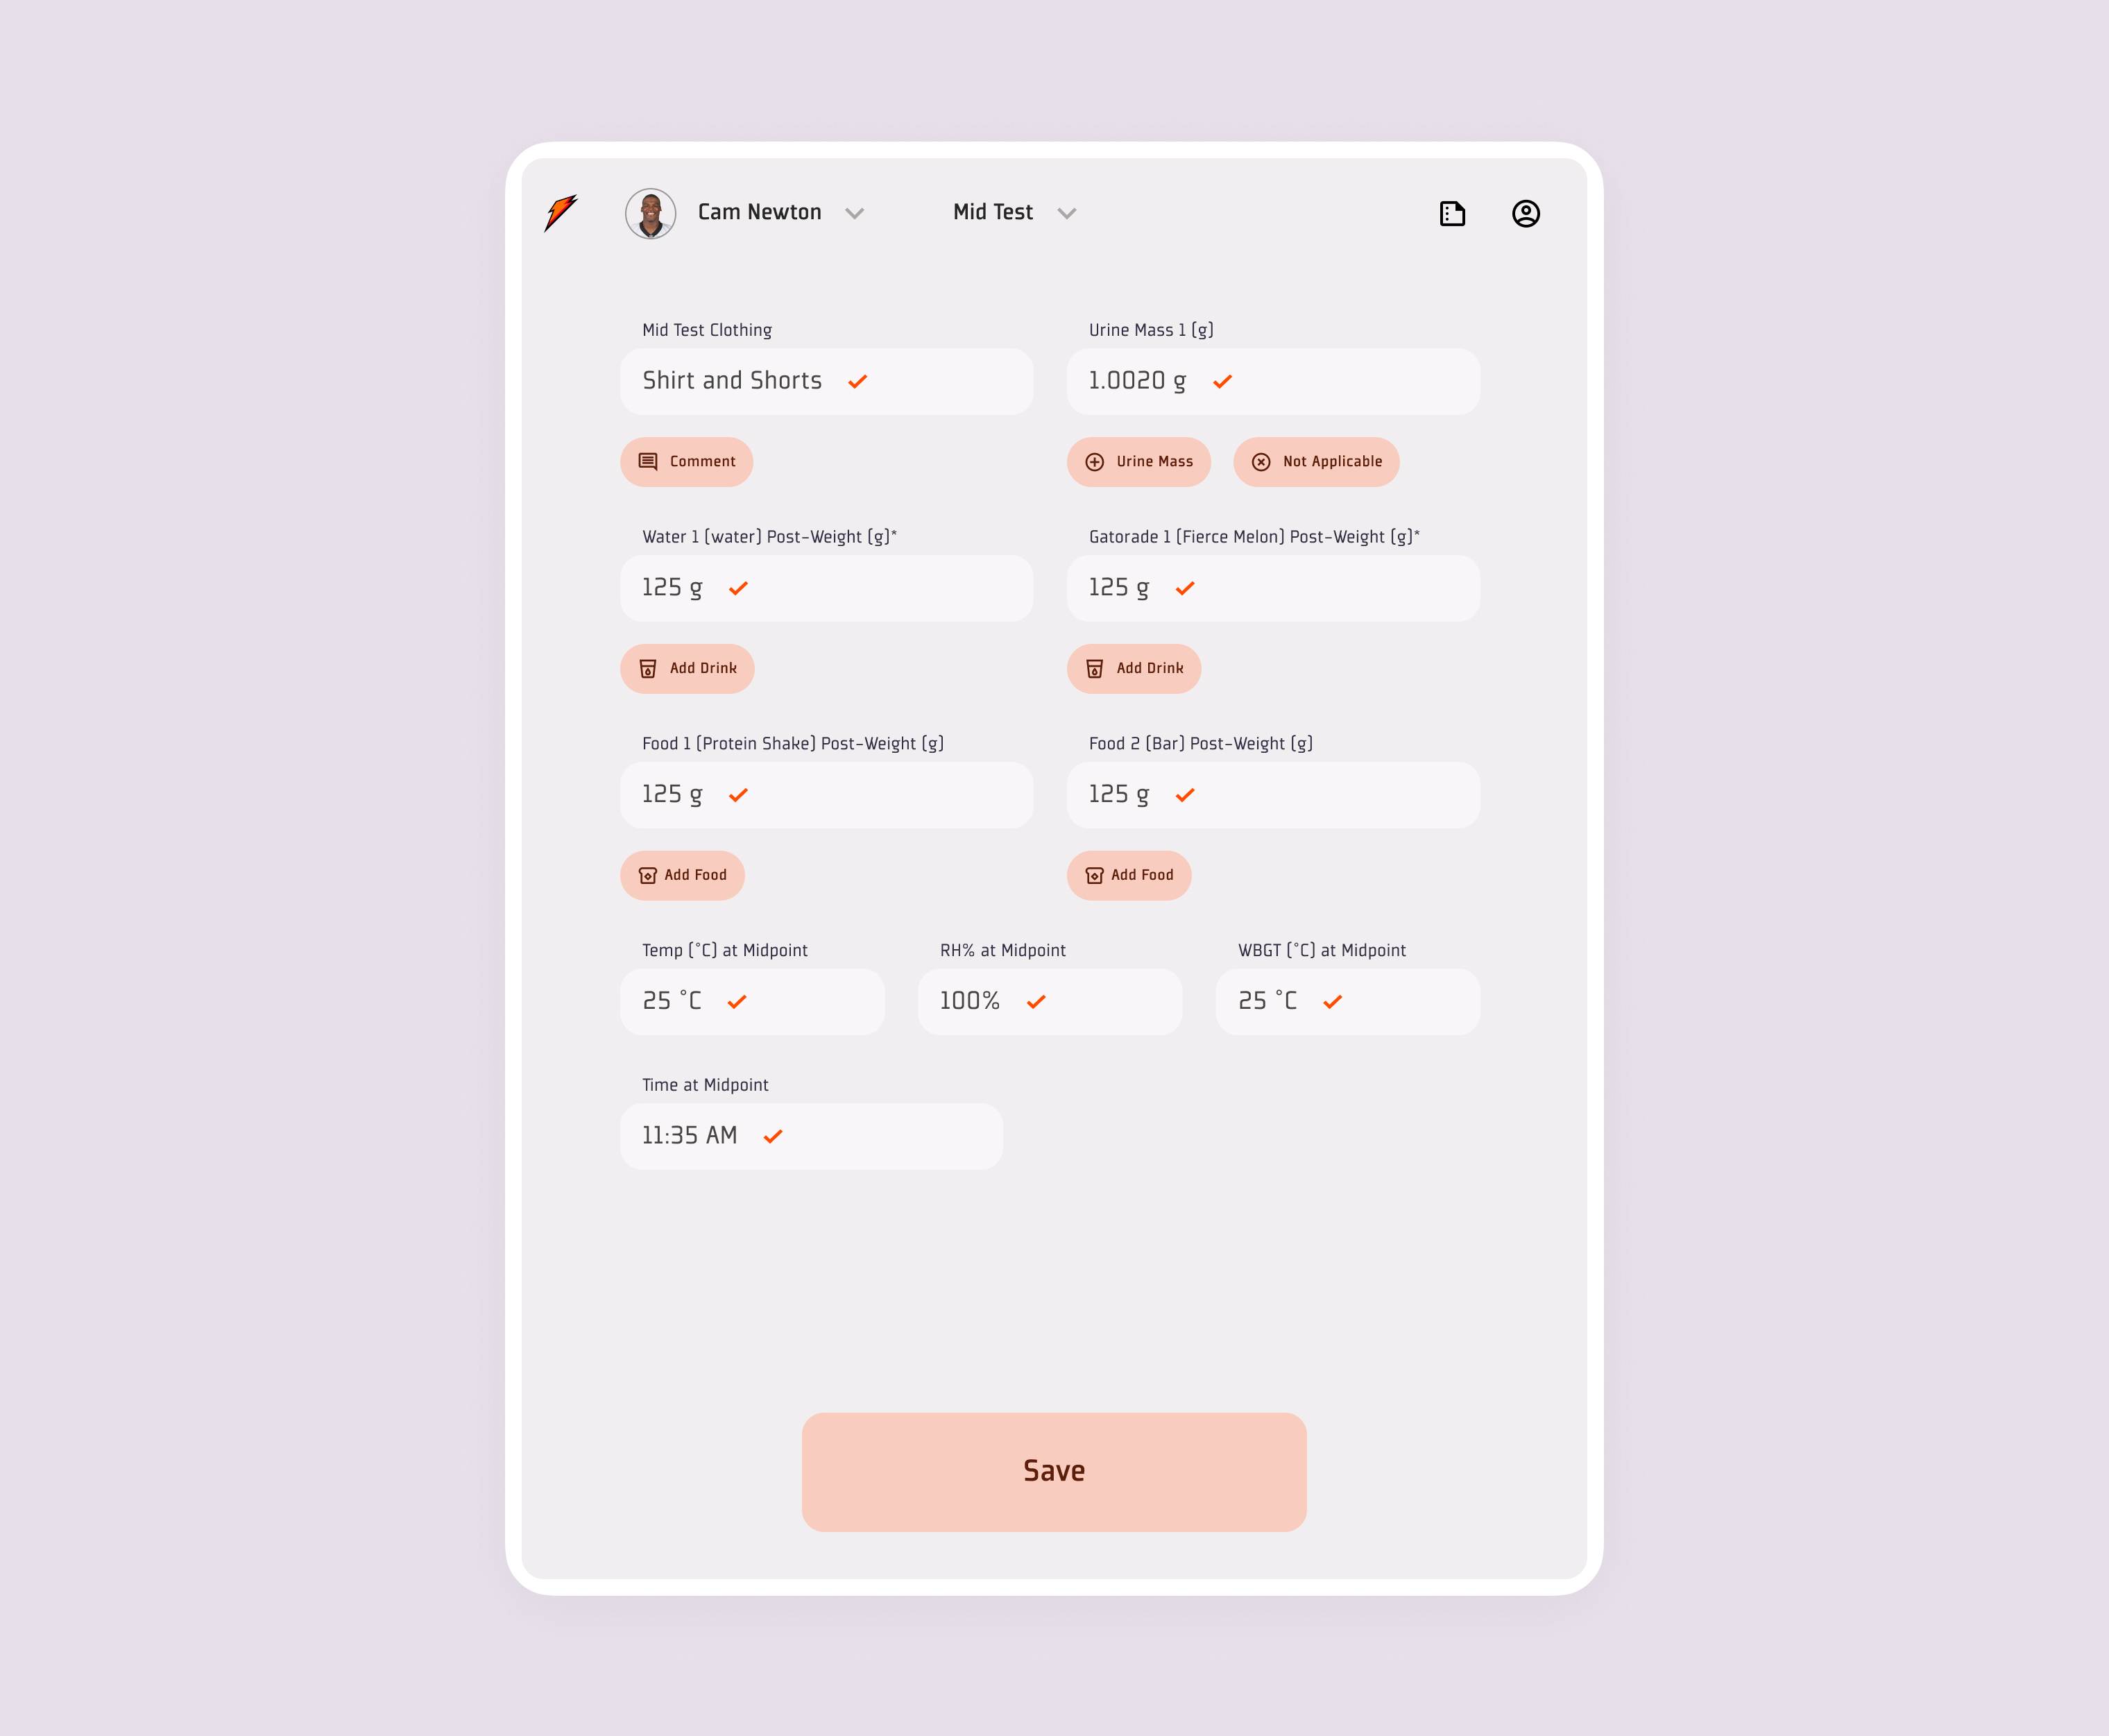 Cam Newton
Mid Test
Mid Test Clothing
Urine Mass 1 (g)
Shirt and Shorts
1.0020 g
Comment
Urine Mass
Not Applicable
Water 1 (water) Post-Weight (g)*
Gatorade 1 (Fierce Melon) Post-Weight (g)*
125 g
125 g
Add Drink
Add Drink
Food 1 (Protein Shake) Post-Weight (g)
Food 2 (Bar) Post-Weight (g)
125 g
125 g
Add Food
Add Food
Temp (°C) at Midpoint
RH% at Midpoint
WBGT (°C) at Midpoint
25 °C
100%
25 °C
Time at Midpoint
11:35 AM
Save